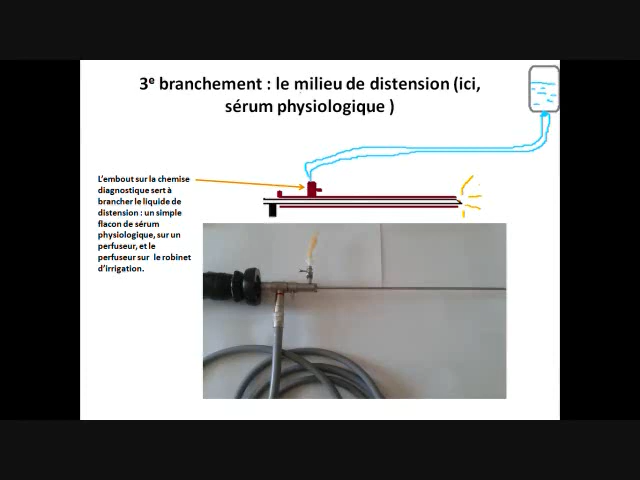 3e branchement : le milieu de distension (ici,
sérum physiologique )
L'embout sur la chemise
diagnostique sert à
brancher le liquide de
distension : un simple
flacon de sérum
physiologique, sur un
perfuseur, et le
perfuseur sur le robinet
d'irrigation.